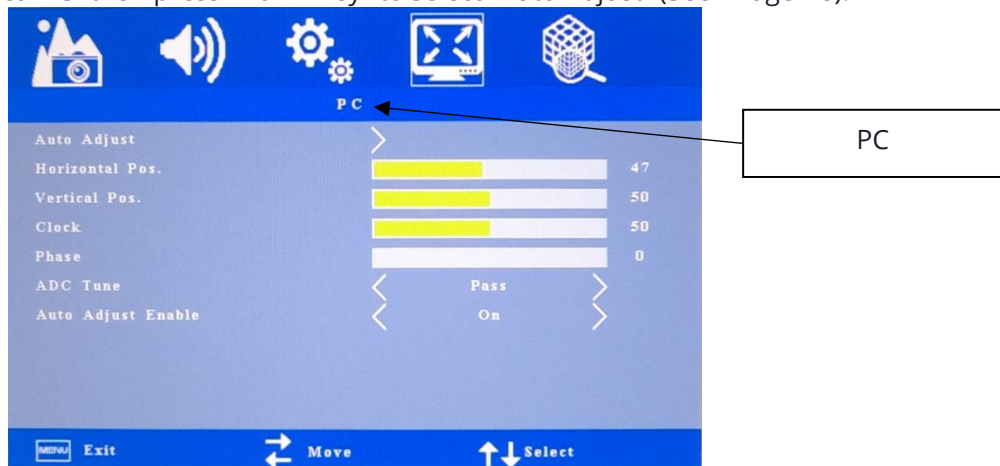 PC
PC
Auto Adjust
Horizontal Pos. 47
Vertical Pos. 50
Clock 50
Phase 0
ADC Tune Pass
Auto Adjust Enable On
MENU Exit Move Select